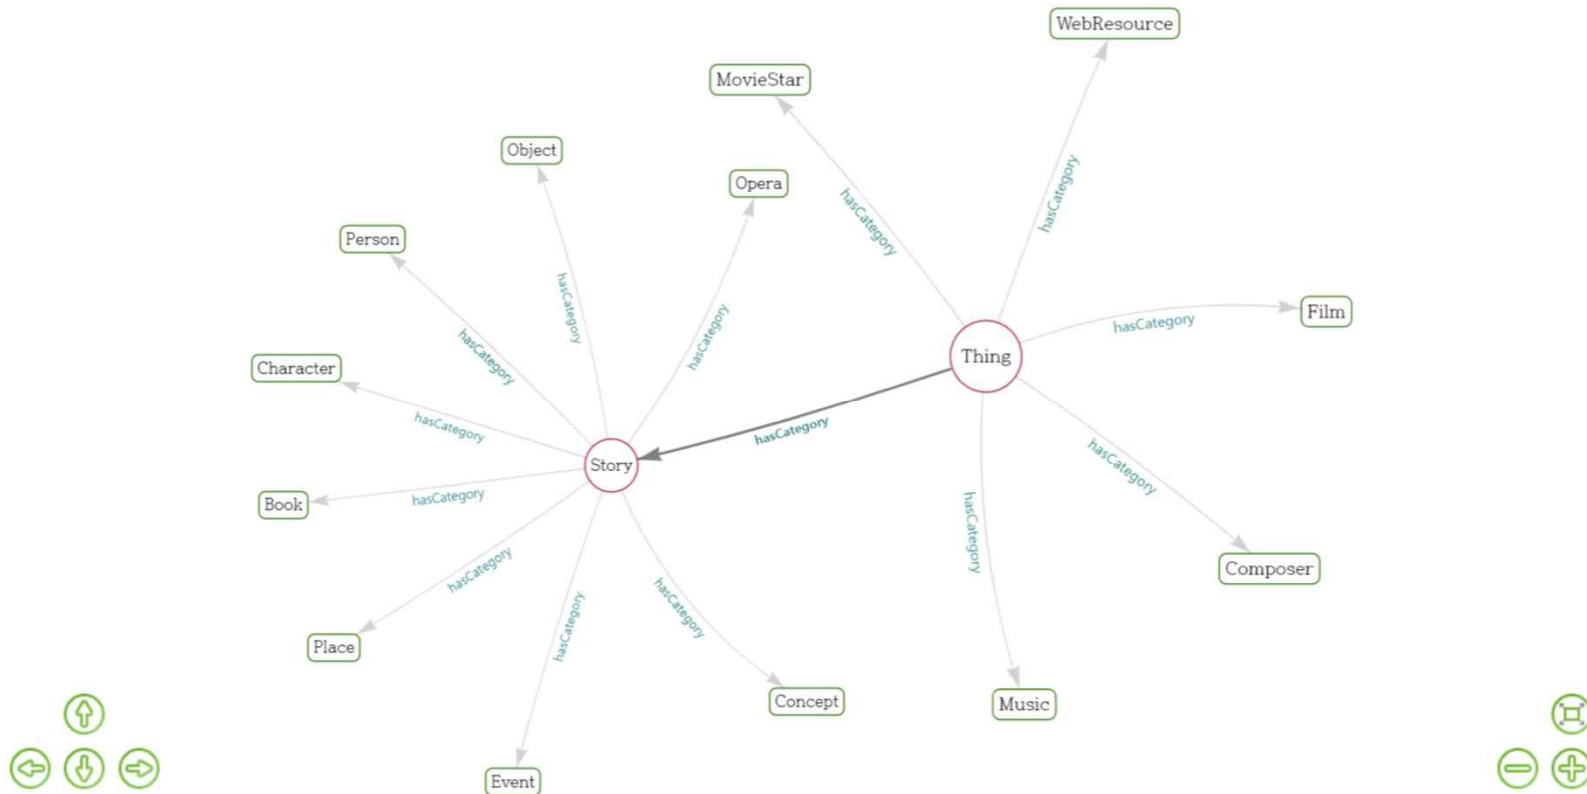 WebResource
MovieStar
Object
Opera
hasCategory
hasCategory
Person
hasCategory
hasCategory
Film
hasCategory
hasCategory
hasCategory
Thing
Character
hasCategory
hasCategory
Story
hasCategory
Book
hasCategory
hasCategory
hasCategory
Composer
hasCategory
hasCategory
Place
Concept
Music
Event